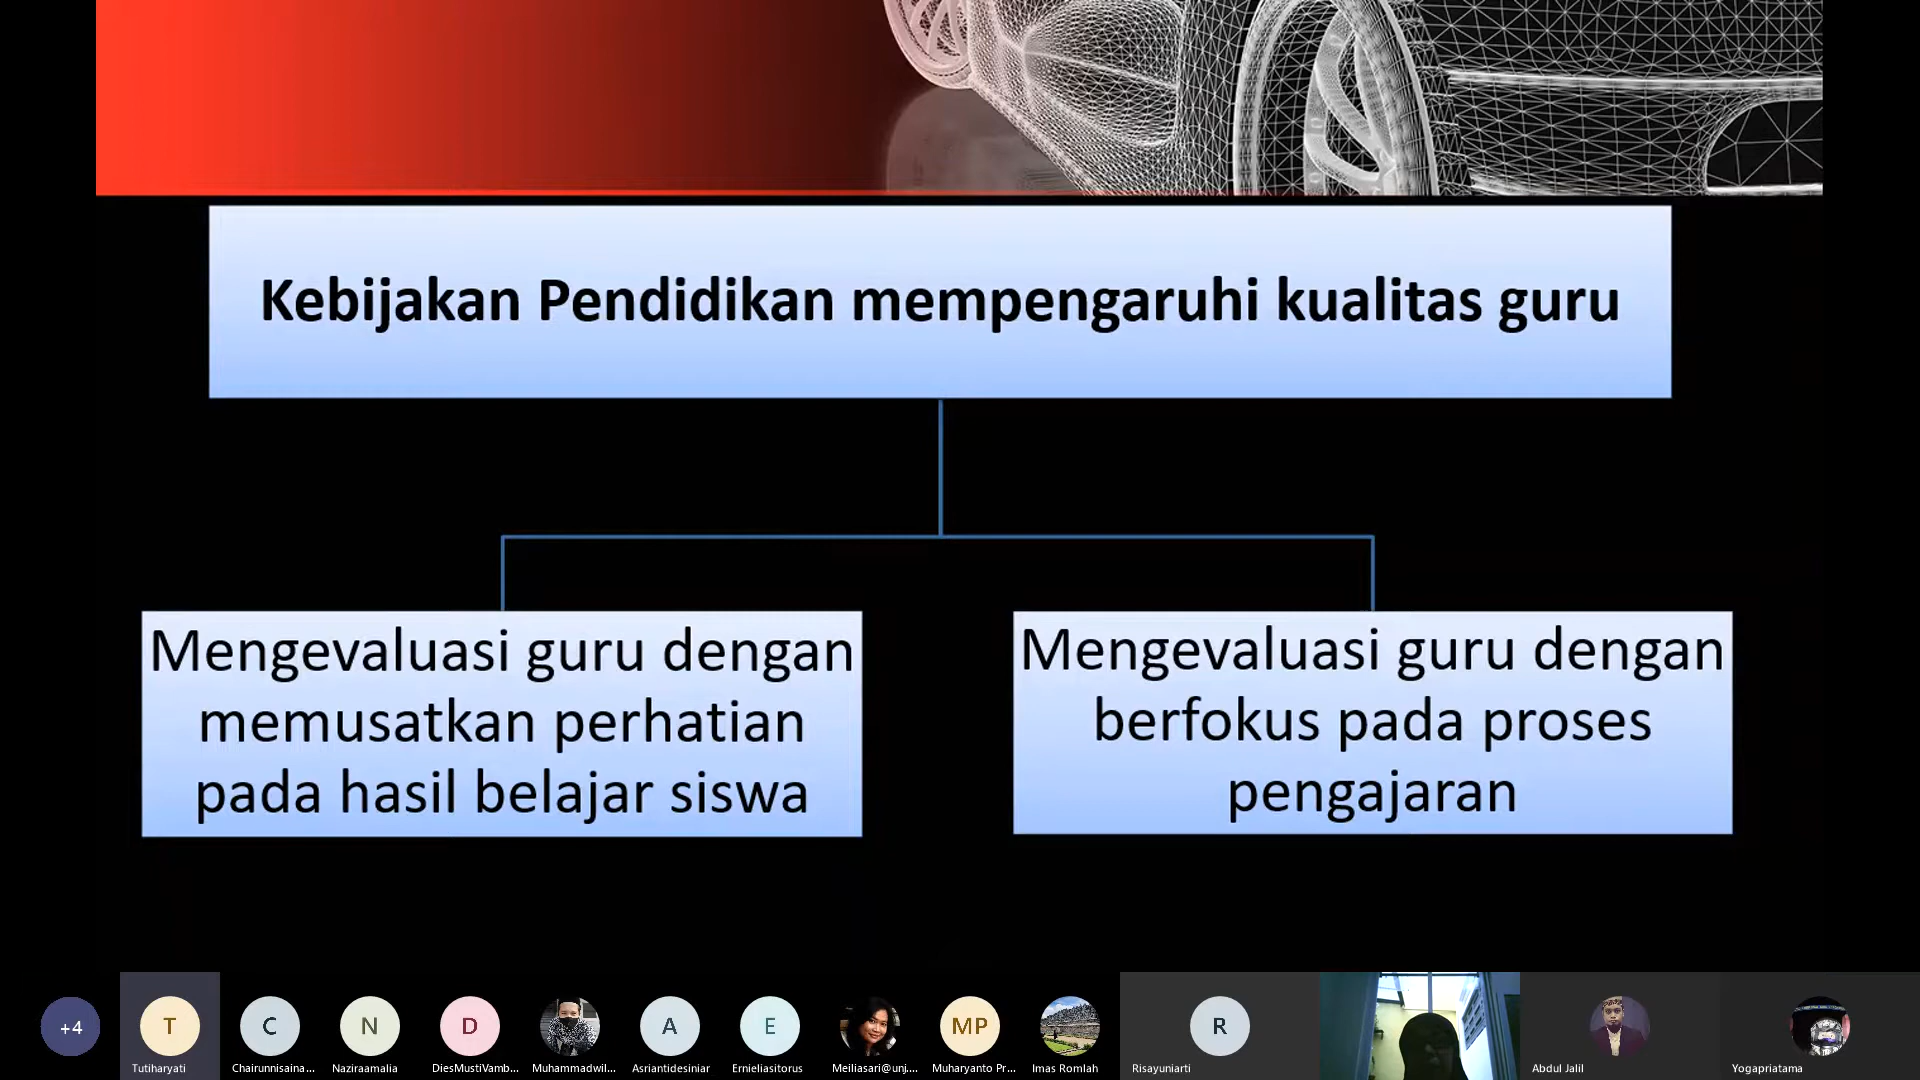 Kebijakan Pendidikan mempengaruhi kualitas guru
Mengevaluasi guru dengan
memusatkan perhatian
pada hasil belajar siswa
Mengevaluasi guru dengan
berfokus pada proses
pengajaran
+4
T
C
N
D
A
E
MP
R
Tutiharyati
Chairunnisaina...
Naziraamalia
DiesMustiVamb...
Muhammadwil...
Asriantidesiniar
Ernieliasitorus
Meiliasari@unj....
Muharyanto Pr...
Imas Romlah
Risayuniarti
Abdul Jalil
Yogapriatama